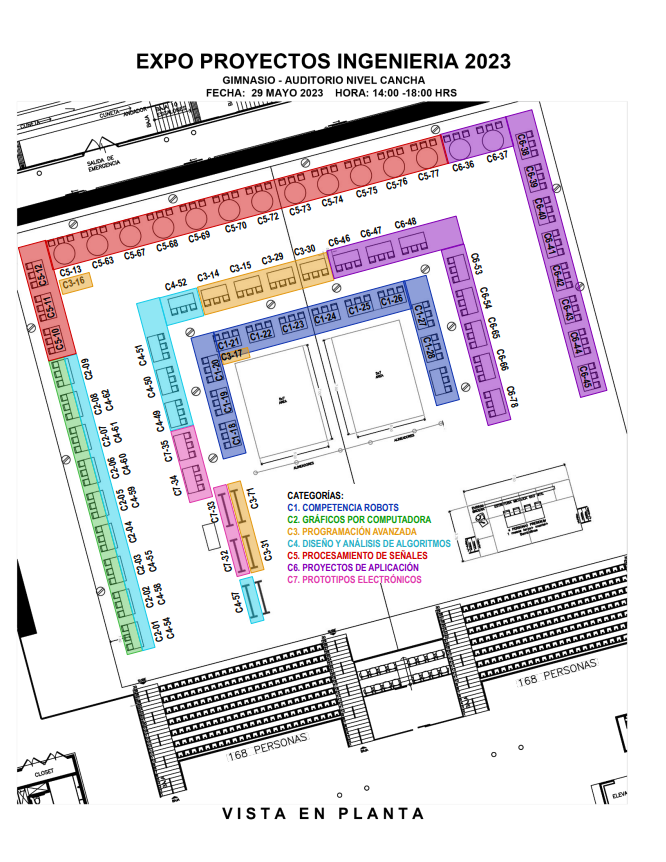 EXPO PROYECTOS INGENIERIA 2023
GIMNASIO - AUDITORIO NIVEL CANCHA
FECHA: 29 MAYO 2023 HORA: 14:00 -18:00 HRS
CUNETA
CUNETA
ANDADOR
BAJA
SALIDA DE
EMERGENCIA
C5-12
C5-11
C5-10
C5-13
C3-16
C5-63
C5-67
C5-68
C5-69
C5-70
C5-72
C5-73
C5-74
C5-75
C5-76
C5-77
C6-36
C6-37
C6-38
C6-39
C6-40
C6-41
C6-42
C6-43
C6-44
C6-45
C4-52
C3-14
C3-15
C3-29
C3-30
C6-46
C6-47
C6-48
C6-53
C6-54
C6-65
C6-66
C6-78
C4-51
C4-50
C4-49
C7-35
C7-34
C1-21
C1-22
C1-23
C1-24
C1-25
C1-26
C1-27
C1-28
C3-17
C1-20
C1-19
C1-18
C2-09
C2-08
C4-62
C2-07
C4-61
C2-06
C4-60
C2-05
C4-59
C2-04
C2-03
C4-55
C2-02
C4-58
C2-01
C4-54
C7-33
C3-71
C7-32
C3-31
C4-57
CATEGORÍAS:
C1. COMPETENCIA ROBOTS
C2. GRÁFICOS POR COMPUTADORA
C3. PROGRAMACIÓN AVANZADA
C4. DISEÑO Y ANÁLISIS DE ALGORITMOS
C5. PROCESAMIENTO DE SEÑALES
C6. PROYECTOS DE APLICACIÓN
C7. PROTOTIPOS ELECTRÓNICOS
168 PERSONAS
168 PERSONAS
CLOSET
VISTA EN PLANTA